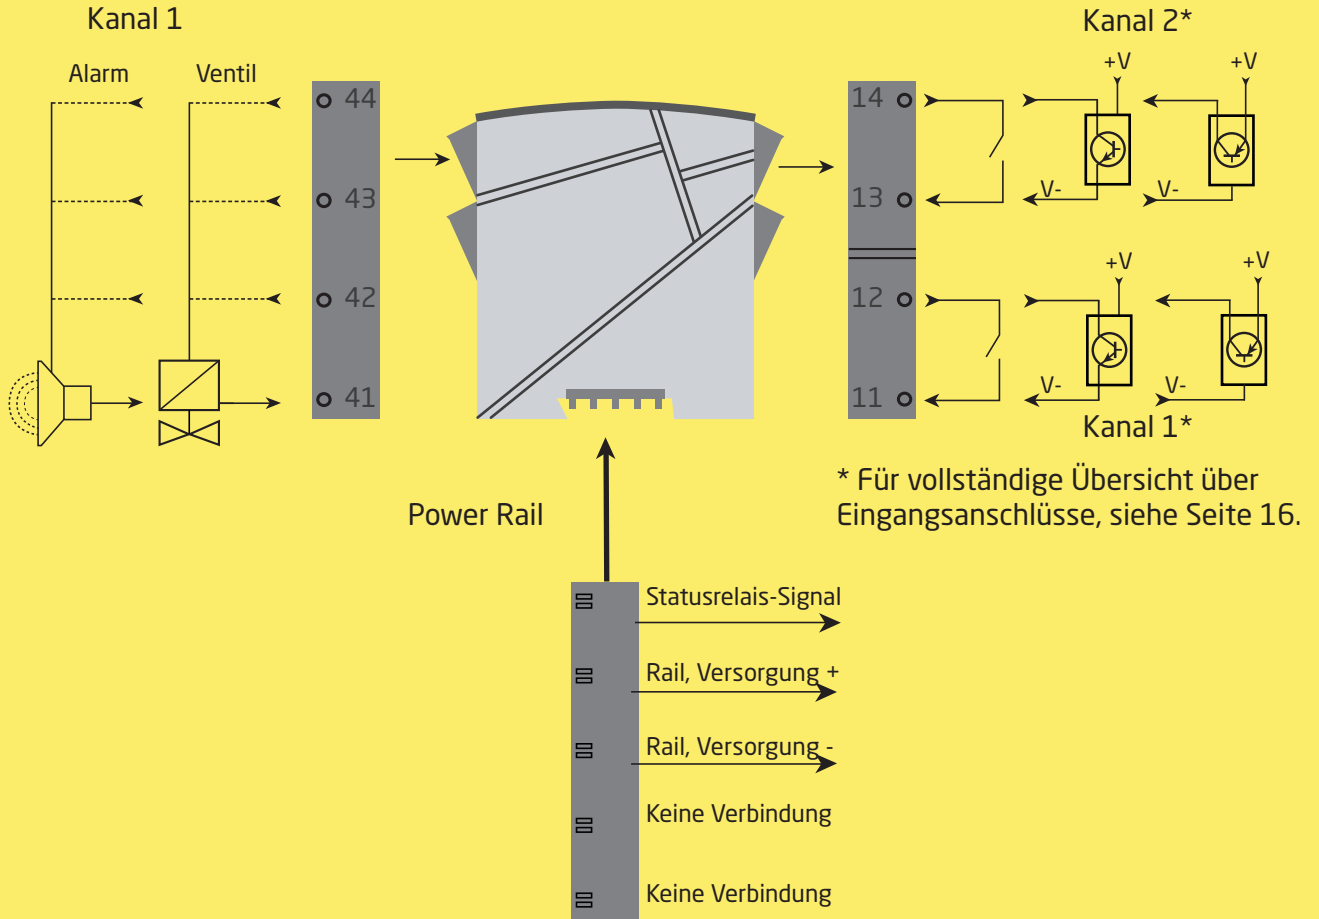 Kanal 1
Kanal 2*
Alarm
Ventil
+V
+V
44
14
43
13
V-
V-
+V
+V
42
12
41
11
V-
V-
Kanal 1*
* Für vollständige Übersicht über
Eingangsanschlüsse, siehe Seite 16.
Power Rail
Statusrelais-Signal
Rail, Versorgung +
Rail, Versorgung -
Keine Verbindung
Keine Verbindung